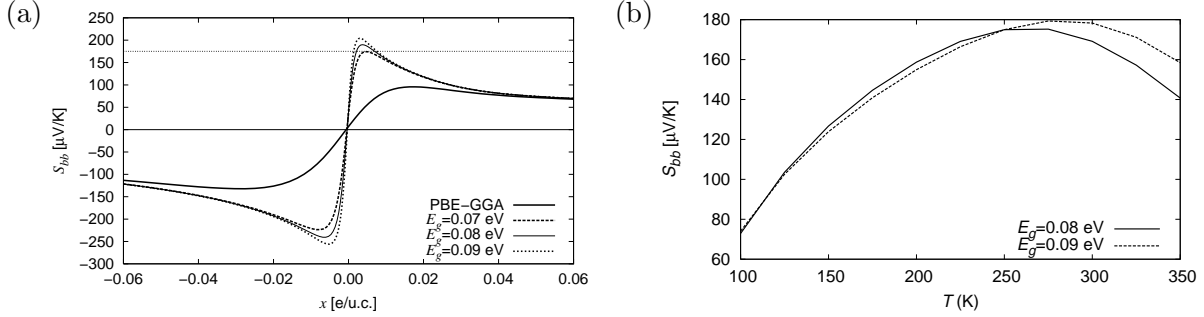 (a)
250
200
150
100
50
0
−50
−100
−150
−200
−250
−300
S_bb [μV/K]
PBE−GGA
E_g=0.07 eV
E_g=0.08 eV
E_g=0.09 eV
−0.06 −0.04 −0.02 0.00 0.02 0.04 0.06
x [e/u.c.]
(b)
180
160
140
120
100
80
60
S_bb [μV/K]
E_g=0.08 eV
E_g=0.09 eV
100 150 200 250 300 350
T (K)